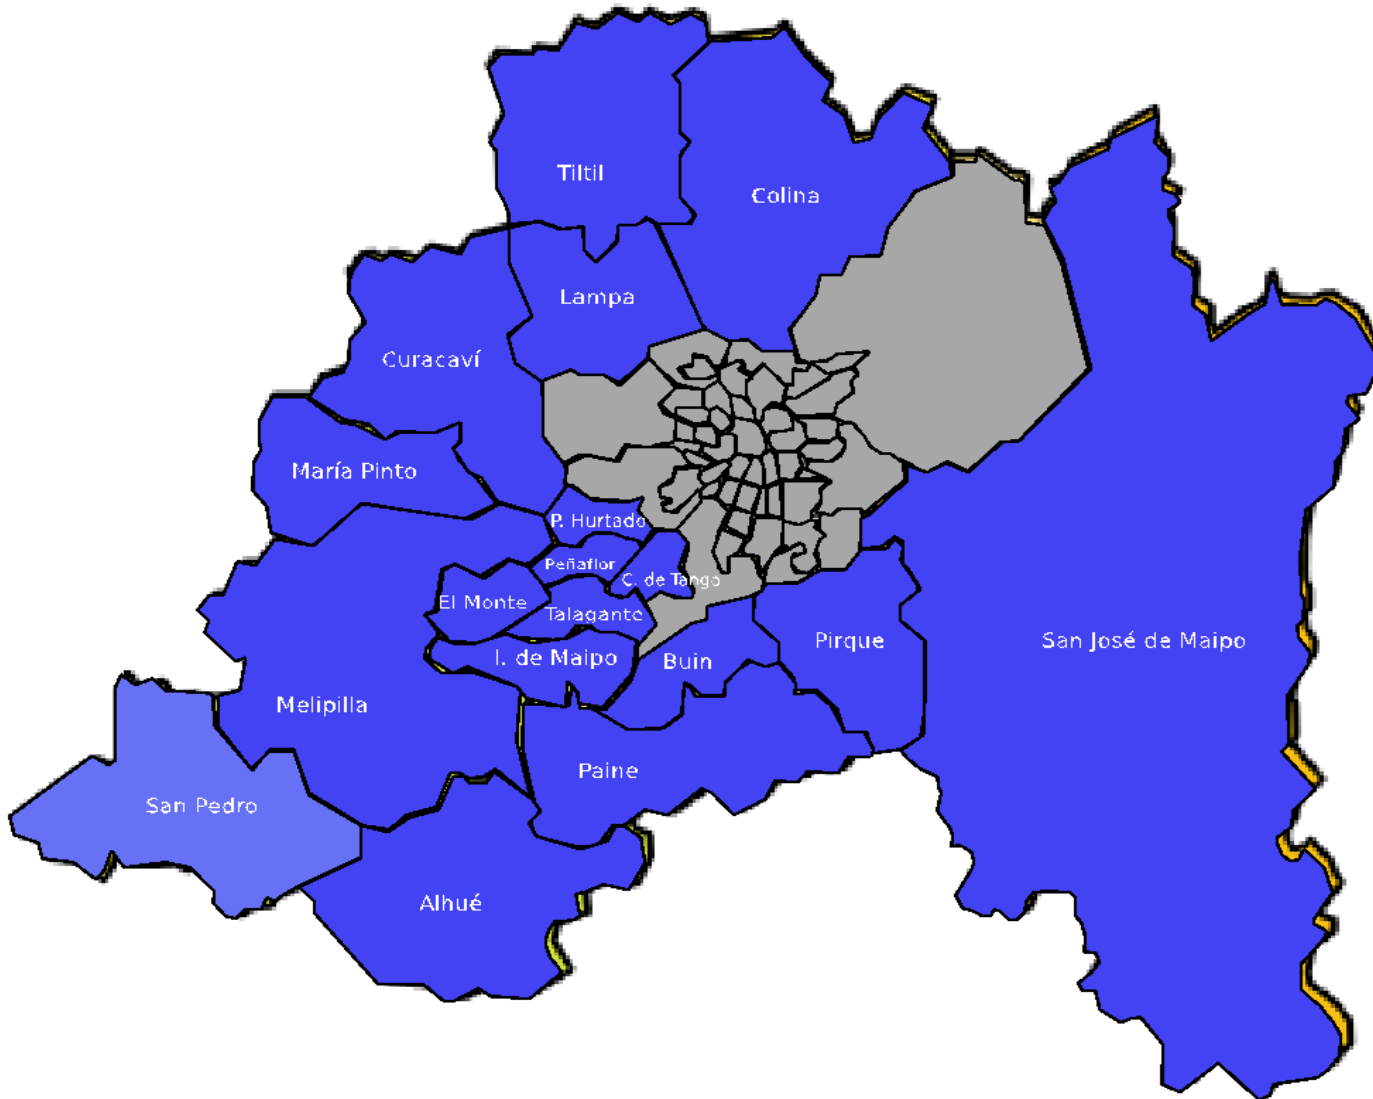 Tiltil
Colina
Lampa
Curacaví
María Pinto
P. Hurtado
Peñaflor
C. de Tango
El Monte
Talagante
I. de Maipo
Buin
Pirque
San José de Maipo
Melipilla
Paine
San Pedro
Alhué